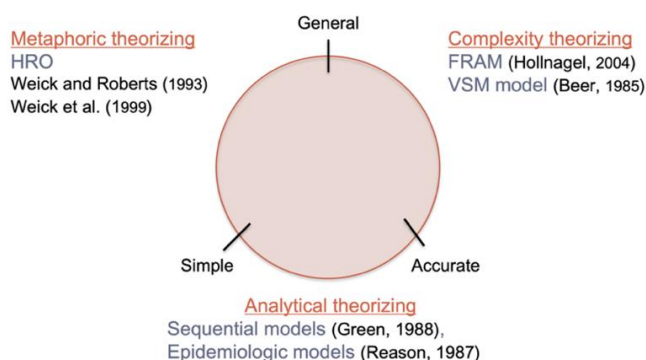 General
Metaphoric theorizing
HRO
Weick and Roberts (1993)
Weick et al. (1999)
Complexity theorizing
FRAM (Hollnagel, 2004)
VSM model (Beer, 1985)
Simple
Accurate
Analytical theorizing
Sequential models (Green, 1988),
Epidemiologic models (Reason, 1987)